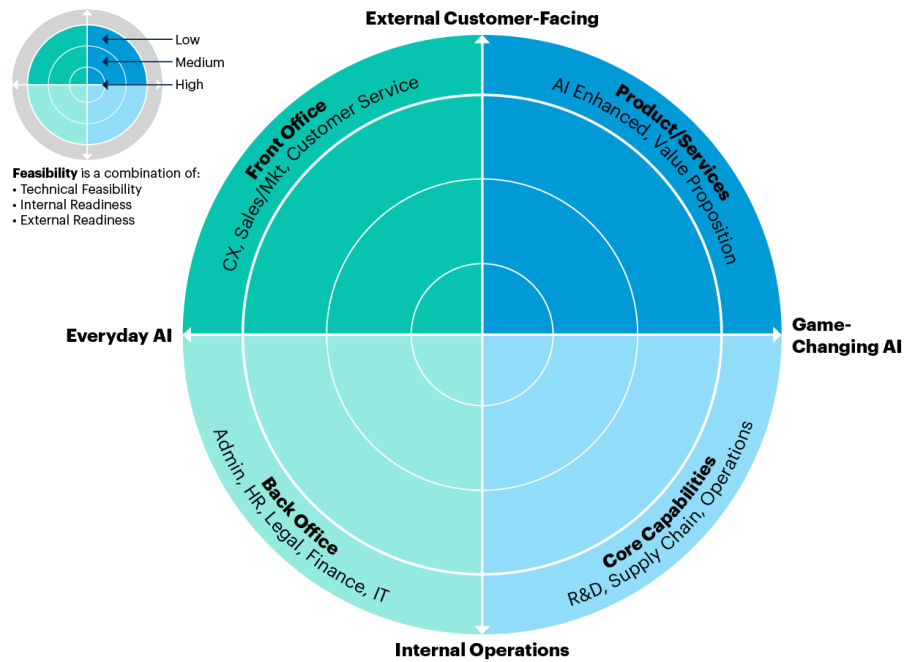 External Customer-Facing
Low
Medium
High
Feasibility is a combination of:
• Technical Feasibility
• Internal Readiness
• External Readiness
Front Office
CX, Sales/Mkt, Customer Service
Product/Services
AI Enhanced, Value Proposition
Everyday AI
Game-
Changing AI
Back Office
Admin, HR, Legal, Finance, IT
Core Capabilities
R&D, Supply Chain, Operations
Internal Operations